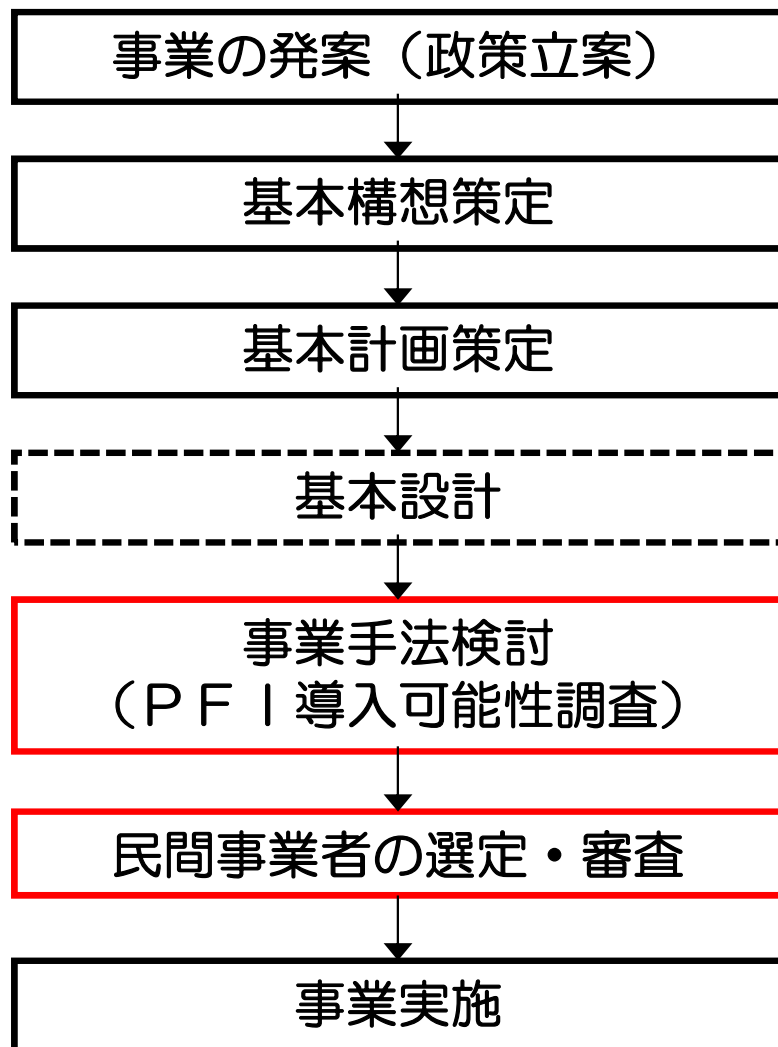 事業の発案（政策立案）
基本構想策定
基本計画策定
基本設計
事業手法検討
（ＰＦＩ導入可能性調査）
民間事業者の選定・審査
事業実施